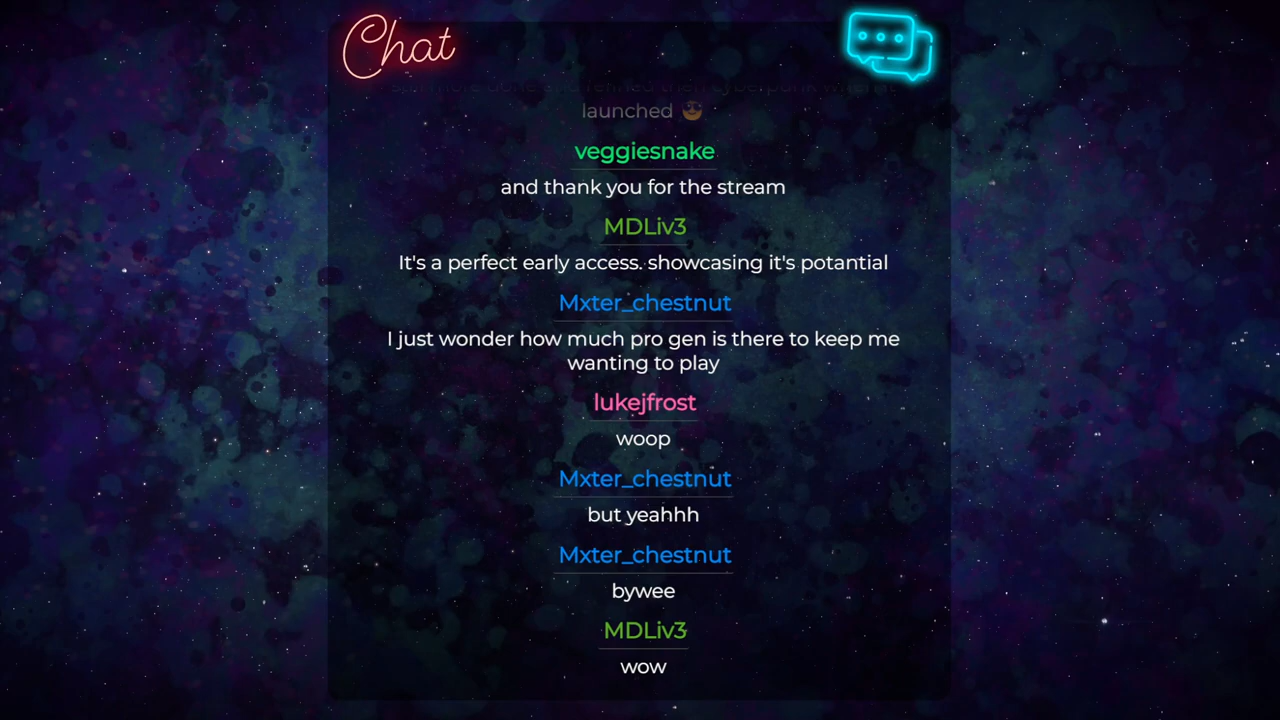 Chat
launched
veggiesnake
and thank you for the stream
MDLiv3
It's a perfect early access. showcasing it's potantial
Mxter_chestnut
I just wonder how much pro gen is there to keep me
wanting to play
lukejfrost
woop
Mxter_chestnut
but yeahhh
Mxter_chestnut
bywee
MDLiv3
wow